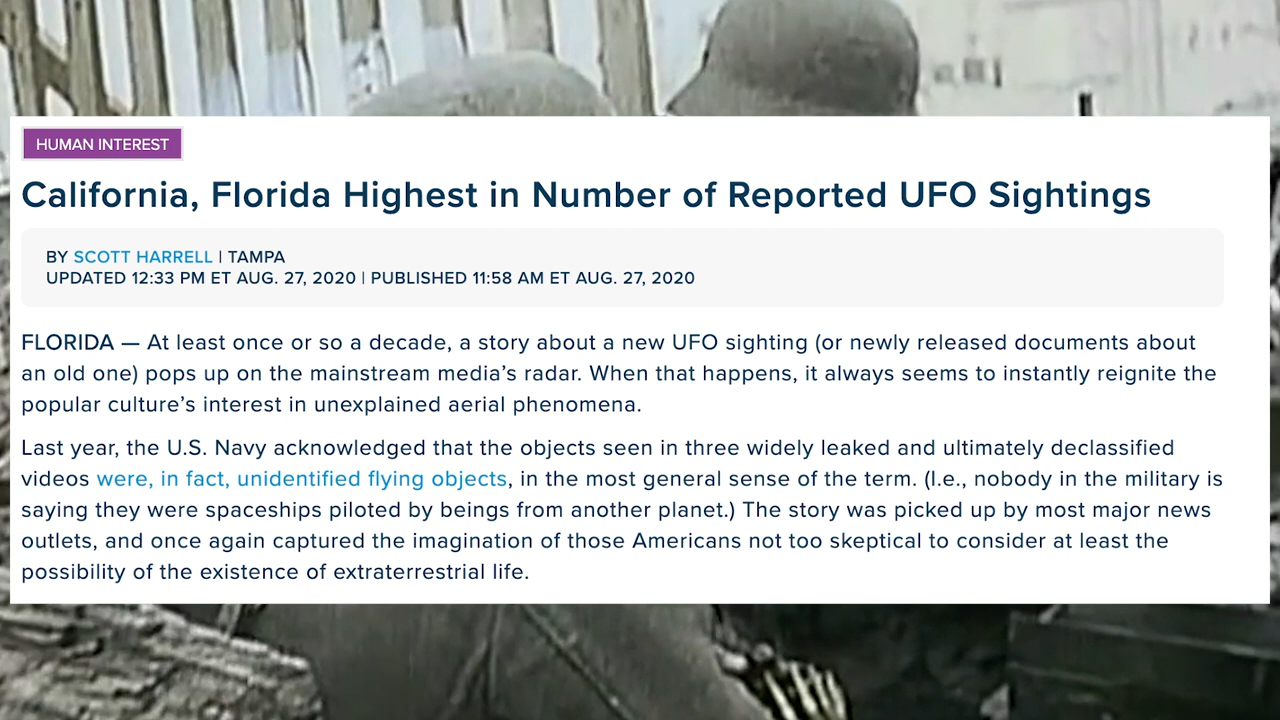 HUMAN INTEREST
California, Florida Highest in Number of Reported UFO Sightings
BY SCOTT HARRELL | TAMPA
UPDATED 12:33 PM ET AUG. 27, 2020 | PUBLISHED 11:58 AM ET AUG. 27, 2020
FLORIDA — At least once or so a decade, a story about a new UFO sighting (or newly released documents about
an old one) pops up on the mainstream media’s radar. When that happens, it always seems to instantly reignite the
popular culture’s interest in unexplained aerial phenomena.
Last year, the U.S. Navy acknowledged that the objects seen in three widely leaked and ultimately declassified
videos were, in fact, unidentified flying objects, in the most general sense of the term. (I.e., nobody in the military is
saying they were spaceships piloted by beings from another planet.) The story was picked up by most major news
outlets, and once again captured the imagination of those Americans not too skeptical to consider at least the
possibility of the existence of extraterrestrial life.